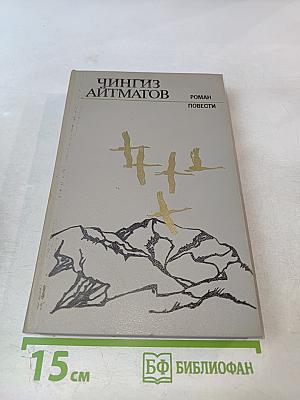 ЧИНГИЗ
АЙТМАТОВ
РОМАН
ПОВЕСТИ
15 см
БФ БИБЛИОФАН